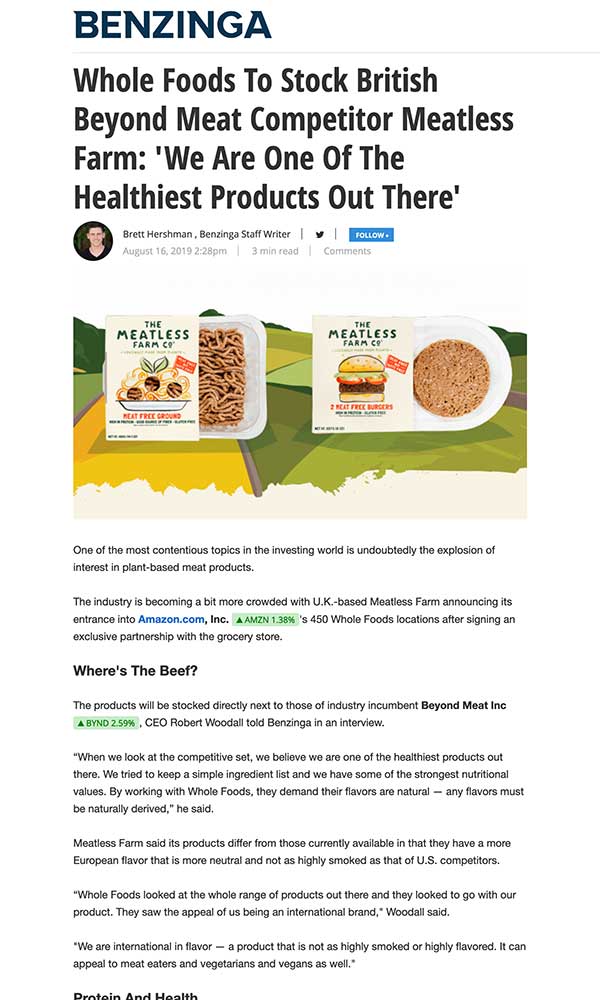 BENZINGA
Whole Foods To Stock British
Beyond Meat Competitor Meatless
Farm: 'We Are One Of The
Healthiest Products Out There'
Brett Hershman , Benzinga Staff Writer | | FOLLOW
August 16, 2019 2:28pm | 3 min read | Comments
THE
MEATLESS
FARM CO
MEAT FREE GROUND
HIGH IN PROTEIN · GOOD SOURCE OF FIBER · GLUTEN FREE
THE
MEATLESS
FARM CO
2 MEAT FREE BURGERS
HIGH IN PROTEIN · GLUTEN FREE
One of the most contentious topics in the investing world is undoubtedly the explosion of
interest in plant-based meat products.
The industry is becoming a bit more crowded with U.K.-based Meatless Farm announcing its
entrance into Amazon.com, Inc. ▲ AMZN 1.38% 's 450 Whole Foods locations after signing an
exclusive partnership with the grocery store.
Where's The Beef?
The products will be stocked directly next to those of industry incumbent Beyond Meat Inc
▲ BYND 2.59% , CEO Robert Woodall told Benzinga in an interview.
“When we look at the competitive set, we believe we are one of the healthiest products out
there. We tried to keep a simple ingredient list and we have some of the strongest nutritional
values. By working with Whole Foods, they demand their flavors are natural — any flavors must
be naturally derived,” he said.
Meatless Farm said its products differ from those currently available in that they have a more
European flavor that is more neutral and not as highly smoked as that of U.S. competitors.
“Whole Foods looked at the whole range of products out there and they looked to go with our
product. They saw the appeal of us being an international brand," Woodall said.
"We are international in flavor — a product that is not as highly smoked or highly flavored. It can
appeal to meat eaters and vegetarians and vegans as well."
Protein And Health